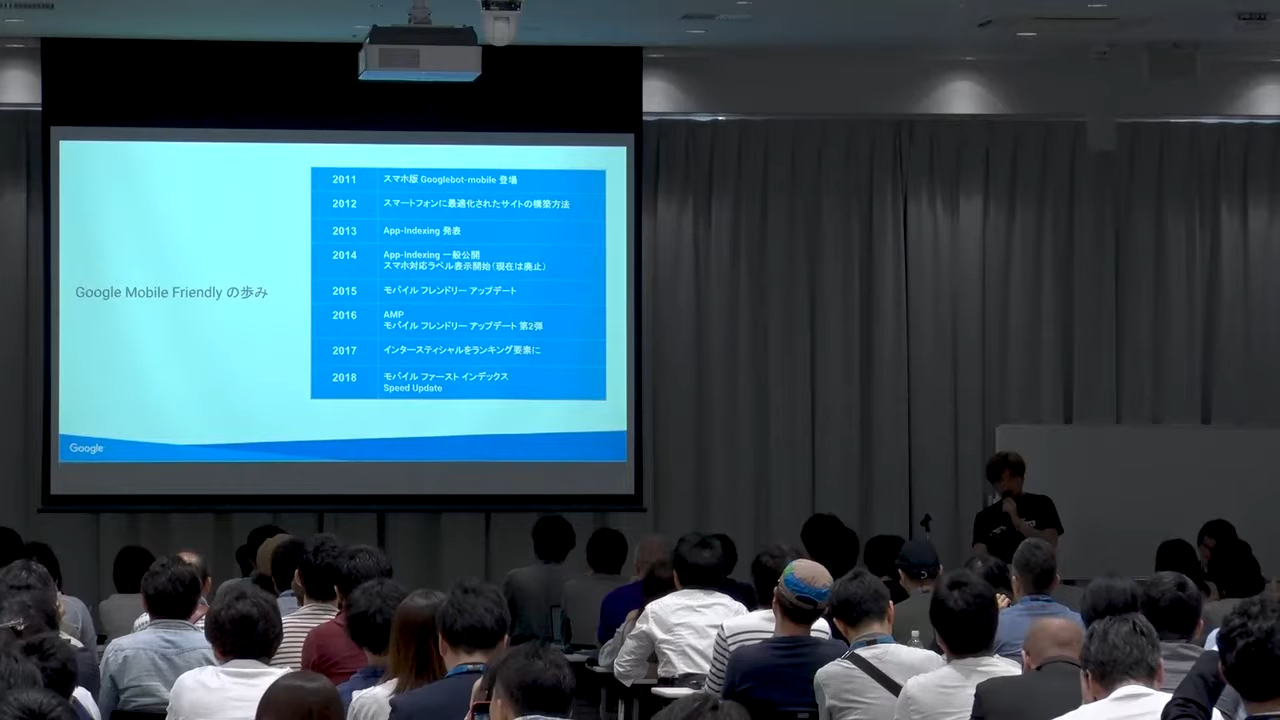 Google Mobile Friendly の歩み
2011 スマホ版 Googlebot-mobile 登場
2012 スマートフォンに最適化されたサイトの構築方法
2013 App-Indexing 発表
2014 App-Indexing 一般公開
スマホ対応ラベル表示開始（現在は廃止）
2015 モバイル フレンドリー アップデート
2016 AMP
モバイル フレンドリー アップデート 第2弾
2017 インタースティシャルをランキング要素に
2018 モバイル ファースト インデックス
Speed Update
Google